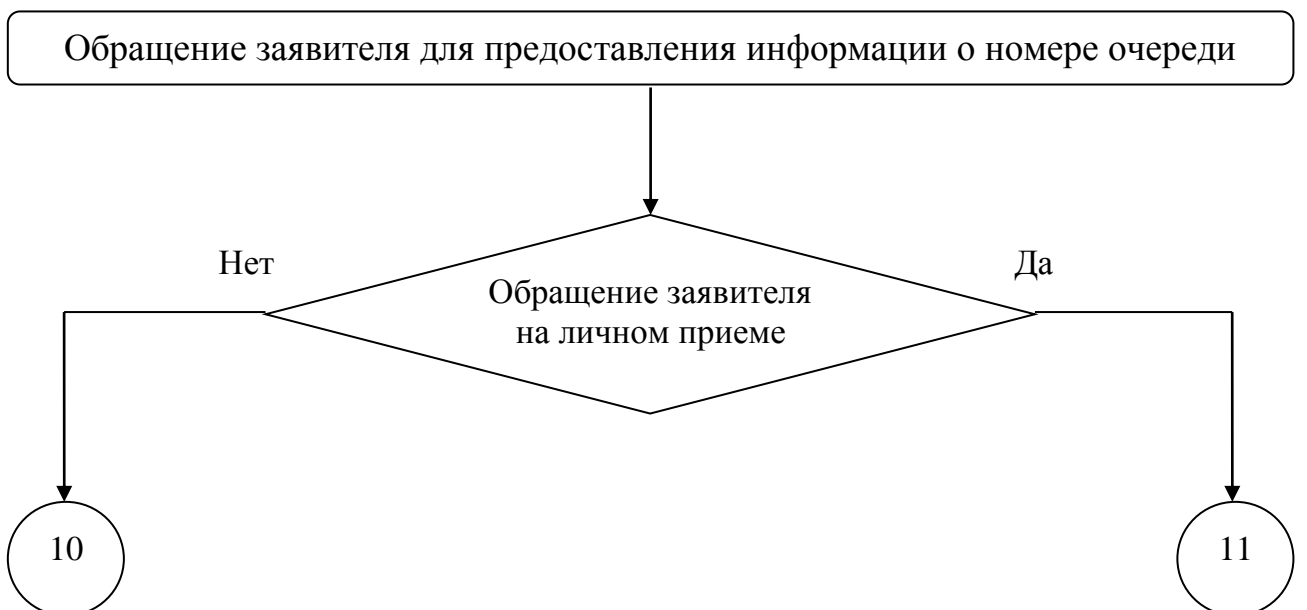 Обращение заявителя для предоставления информации о номере очереди
Нет
Да
Обращение заявителя
на личном приеме
10
11